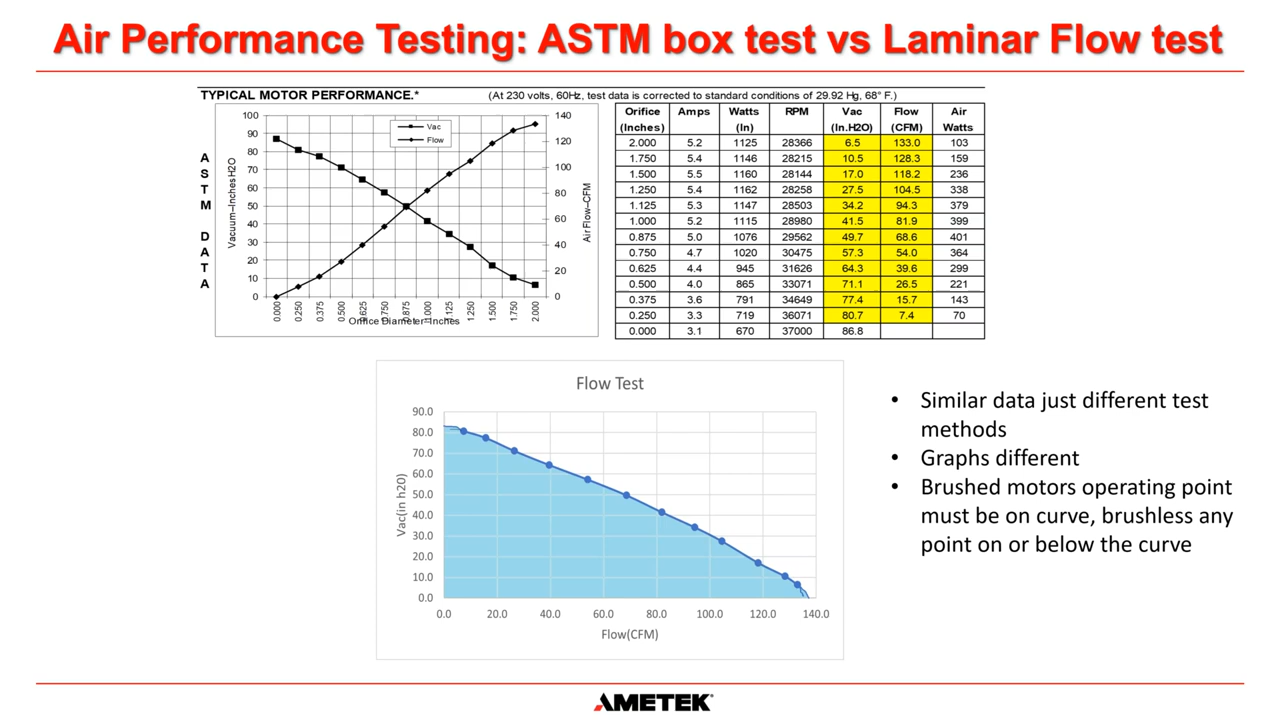 Air Performance Testing: ASTM box test vs Laminar Flow test
TYPICAL MOTOR PERFORMANCE.* (At 230 volts, 60Hz, test data is corrected to standard conditions of 29.92 Hg, 68° F.)
ASTM DATA
Vacuum–Inches H2O
100
90
80
70
60
50
40
30
20
10
0
Vac
Flow
140
120
100
80
60
40
20
0
Air Flow–CFM
0.000 0.250 0.375 0.500 0.625 0.750 0.875 1.000 1.125 1.250 1.500 1.750 2.000
Orifice Diameter–Inches
Orifice Amps Watts RPM Vac Flow Air
(Inches) (In) (In.H2O) (CFM) Watts
2.000 5.2 1125 28366 6.5 133.0 103
1.750 5.4 1146 28215 10.5 128.3 159
1.500 5.5 1160 28144 17.0 118.2 236
1.250 5.4 1162 28258 27.5 104.5 338
1.125 5.3 1147 28503 34.2 94.3 379
1.000 5.2 1115 28980 41.5 81.9 399
0.875 5.0 1076 29562 49.7 68.6 401
0.750 4.7 1020 30475 57.3 54.0 364
0.625 4.4 945 31626 64.3 39.6 299
0.500 4.0 865 33071 71.1 26.5 221
0.375 3.6 791 34649 77.4 15.7 143
0.250 3.3 719 36071 80.7 7.4 70
0.000 3.1 670 37000 86.8
Flow Test
Vac(in h20)
90.0
80.0
70.0
60.0
50.0
40.0
30.0
20.0
10.0
0.0
0.0 20.0 40.0 60.0 80.0 100.0 120.0 140.0
Flow(CFM)
• Similar data just different test
methods
• Graphs different
• Brushed motors operating point
must be on curve, brushless any
point on or below the curve
AMETEK